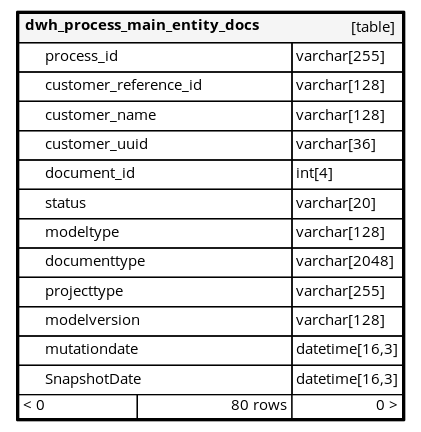 dwh_process_main_entity_docs [table]
process_id varchar[255]
customer_reference_id varchar[128]
customer_name varchar[128]
customer_uuid varchar[36]
document_id int[4]
status varchar[20]
modeltype varchar[128]
documenttype varchar[2048]
projecttype varchar[255]
modelversion varchar[128]
mutationdate datetime[16,3]
SnapshotDate datetime[16,3]
< 0 80 rows 0 >